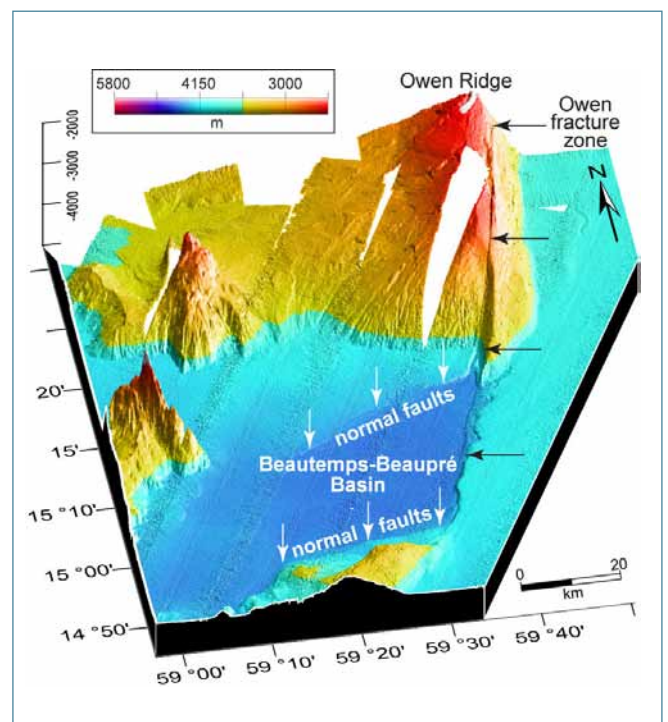 5800 4150 3000
m
Owen Ridge
Owen
fracture
zone
N
-2000
-3000
-4000
20'
15'
15 °10'
15 °00'
14 °50'
normal faults
Beautemps-Beaupré
Basin
normal faults
0 20
km
59 °00'
59 °10'
59 °20'
59 °30'
59 °40'